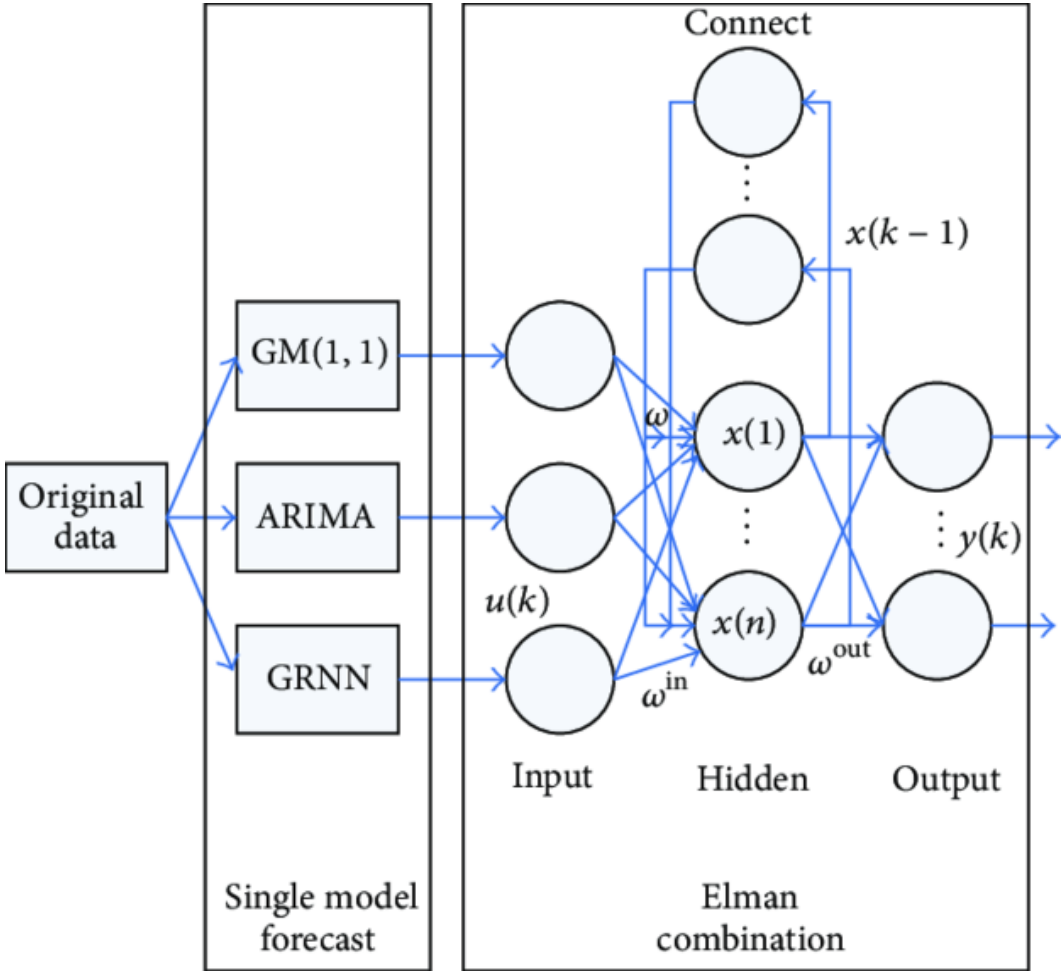 Connect
x(k − 1)
GM(1, 1)
ω
x(1)
Original
data
ARIMA
y(k)
u(k)
x(n)
ω^out
GRNN
ω^in
Input
Hidden
Output
Single model
forecast
Elman
combination